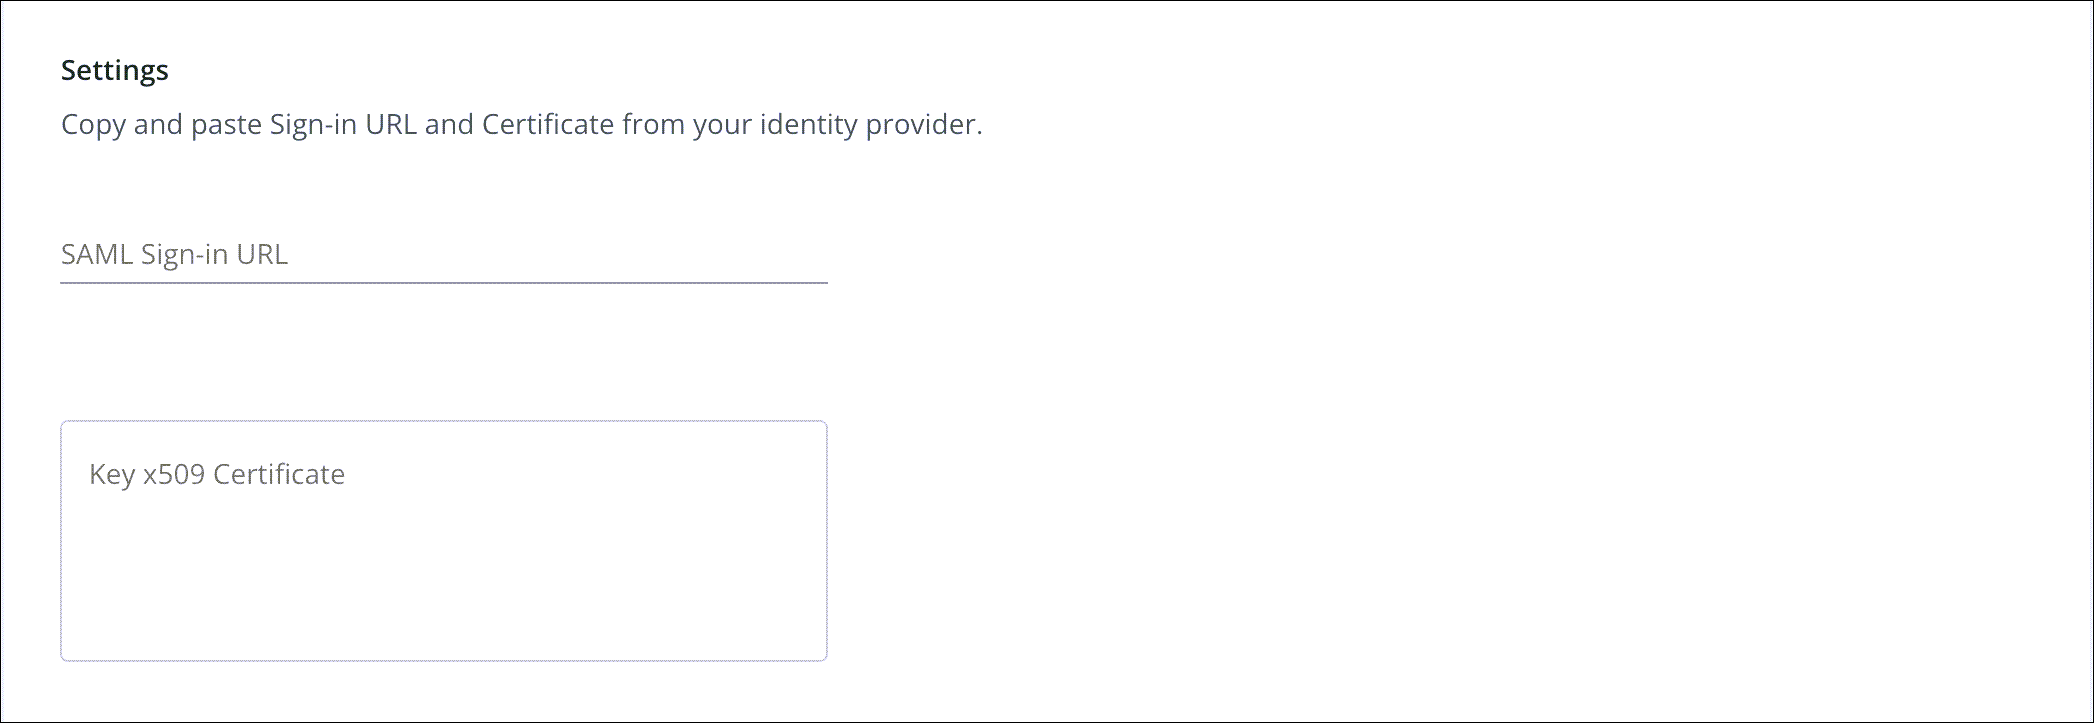 Settings
Copy and paste Sign-in URL and Certificate from your identity provider.
SAML Sign-in URL
Key x509 Certificate